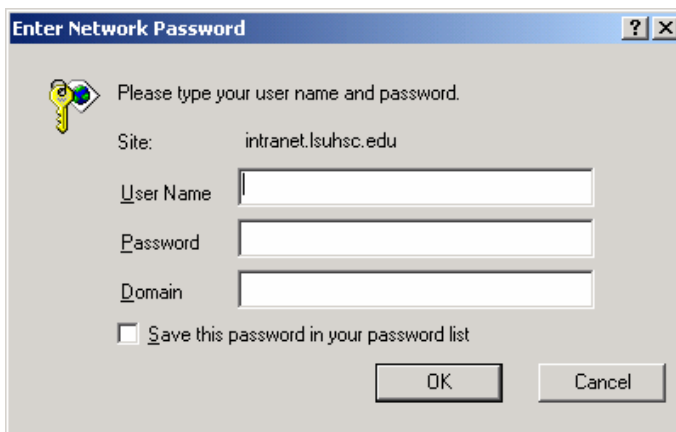 Enter Network Password
Please type your user name and password.
Site: intranet.lsuhsc.edu
User Name
Password
Domain
Save this password in your password list
OK Cancel